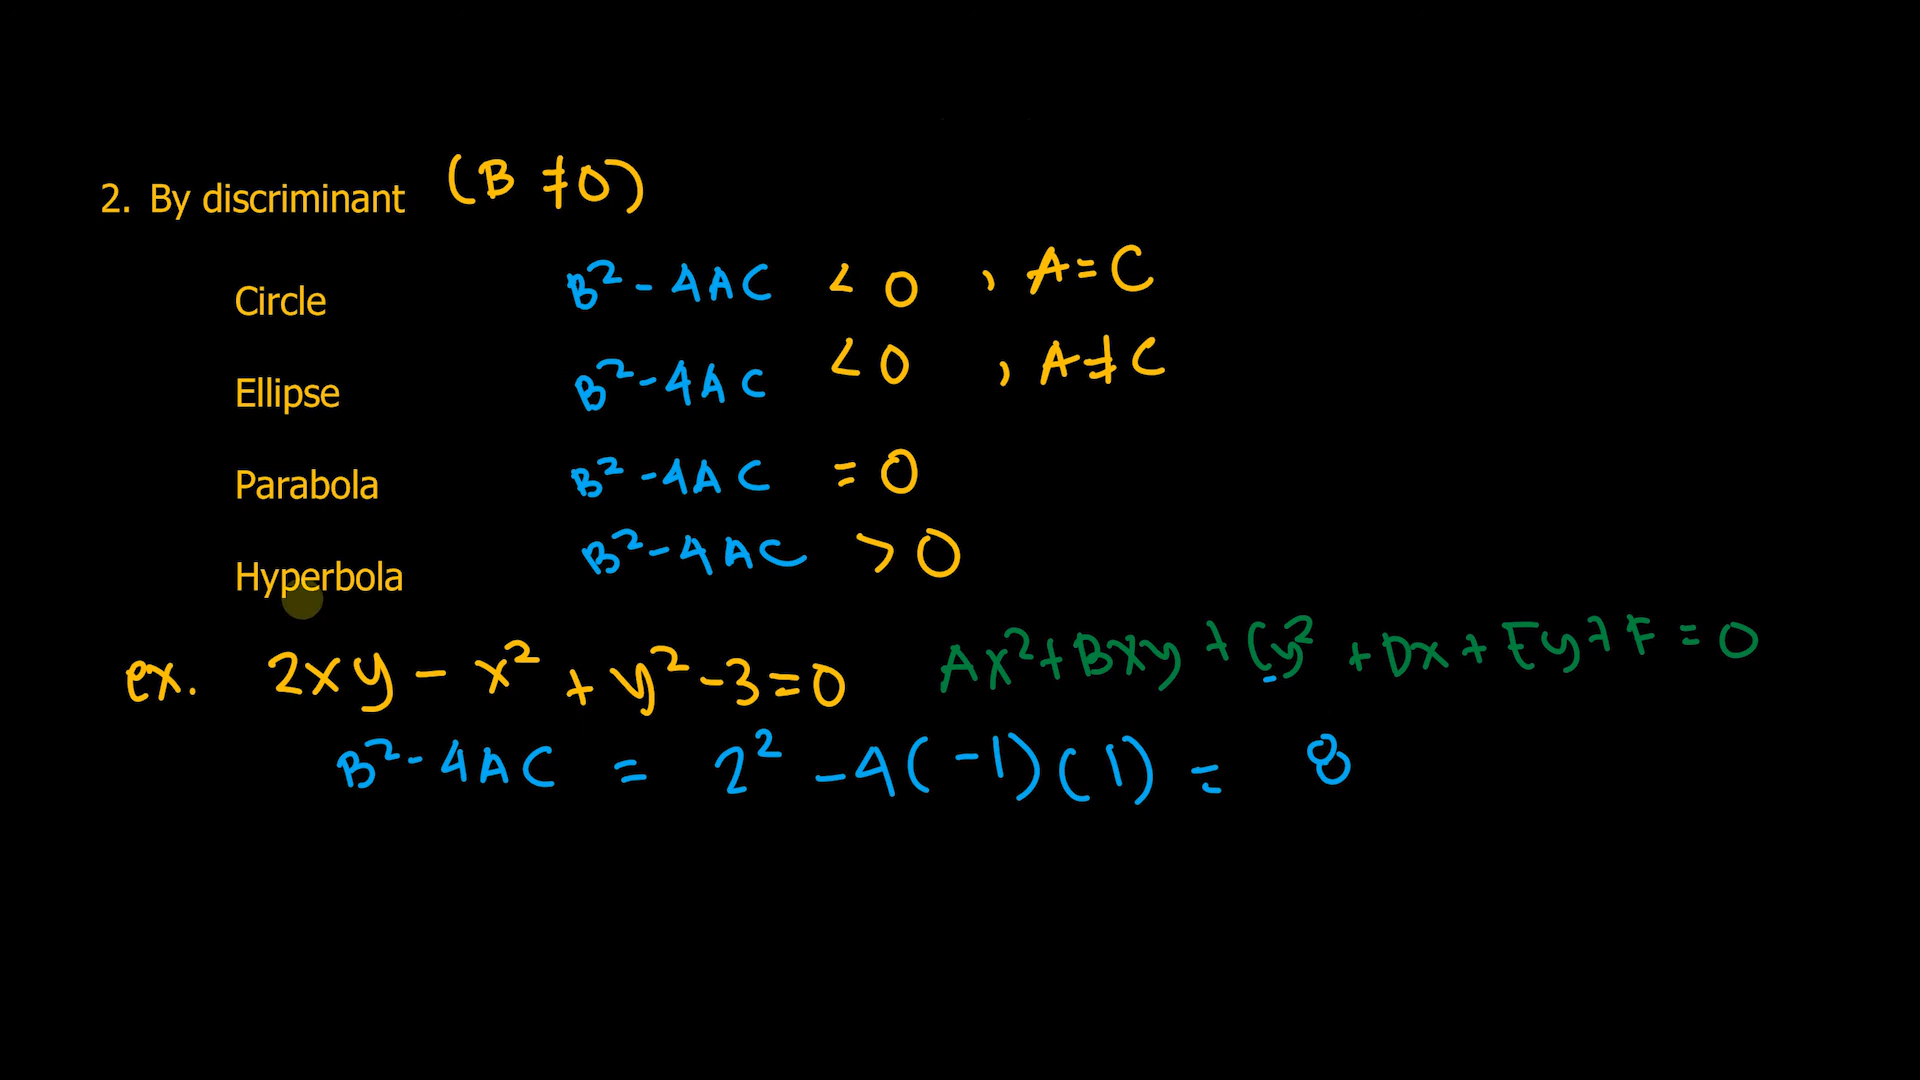 2. By discriminant (B ≠ 0)
Circle B² - 4AC < 0 , A = C
Ellipse B² - 4AC < 0 , A ≠ C
Parabola B² - 4AC = 0
Hyperbola B² - 4AC > 0
ex. 2xy - x² + y² - 3 = 0 Ax² + Bxy + Cy² + Dx + Ey + F = 0
B² - 4AC = 2² - 4(-1)(1) = 8